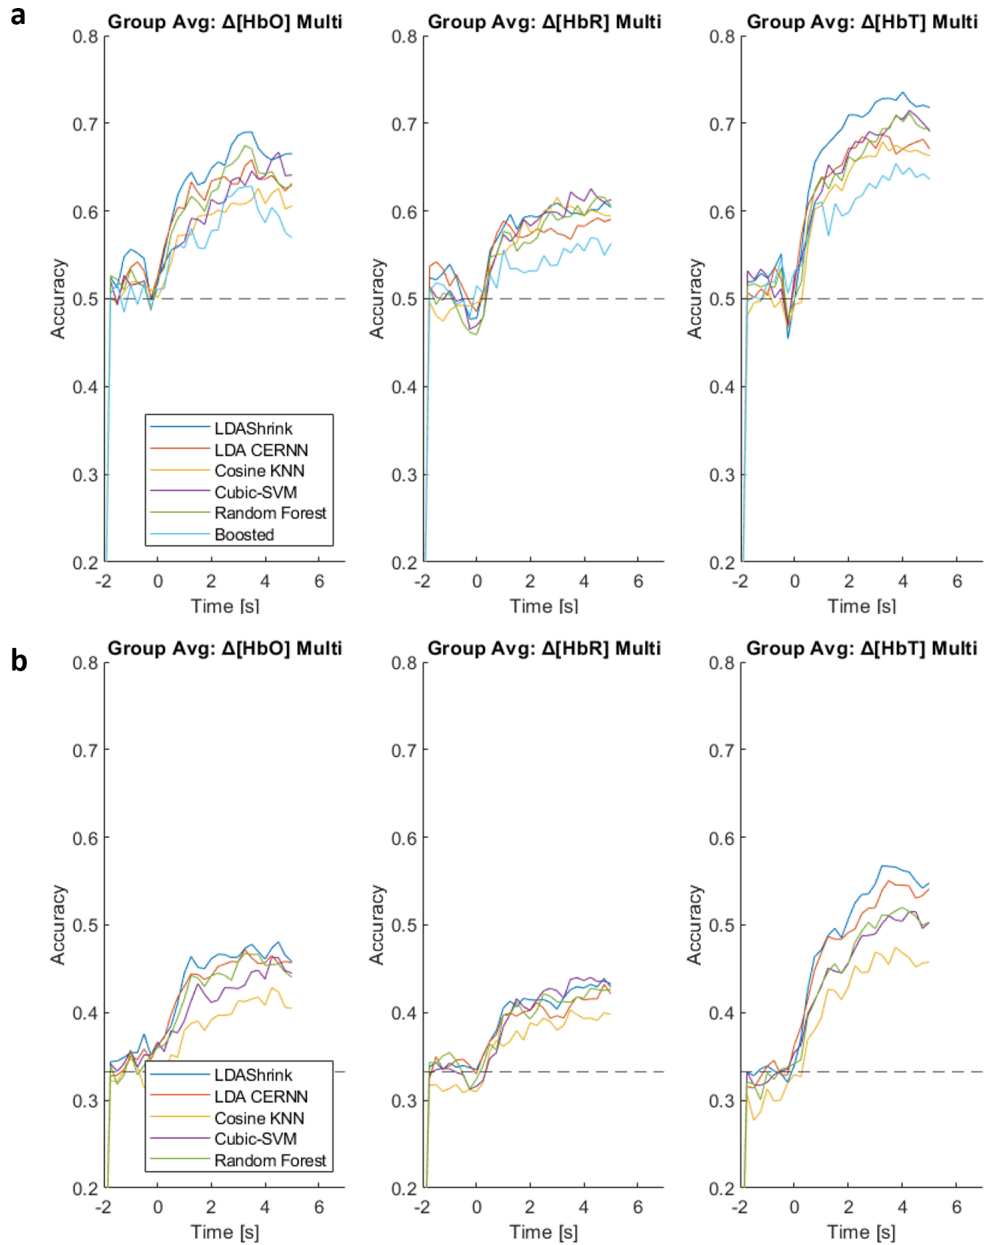 a
Group Avg: Δ[HbO] Multi
Group Avg: Δ[HbR] Multi
Group Avg: Δ[HbT] Multi
0.8
0.7
0.6
0.5
0.4
0.3
0.2
Accuracy
-2 0 2 4 6
Time [s]
LDAShrink
LDA CERNN
Cosine KNN
Cubic-SVM
Random Forest
Boosted
0.8
0.7
0.6
0.5
0.4
0.3
0.2
Accuracy
-2 0 2 4 6
Time [s]
0.8
0.7
0.6
0.5
0.4
0.3
0.2
Accuracy
-2 0 2 4 6
Time [s]
b
Group Avg: Δ[HbO] Multi
Group Avg: Δ[HbR] Multi
Group Avg: Δ[HbT] Multi
0.8
0.7
0.6
0.5
0.4
0.3
0.2
Accuracy
-2 0 2 4 6
Time [s]
LDAShrink
LDA CERNN
Cosine KNN
Cubic-SVM
Random Forest
0.8
0.7
0.6
0.5
0.4
0.3
0.2
Accuracy
-2 0 2 4 6
Time [s]
0.8
0.7
0.6
0.5
0.4
0.3
0.2
Accuracy
-2 0 2 4 6
Time [s]